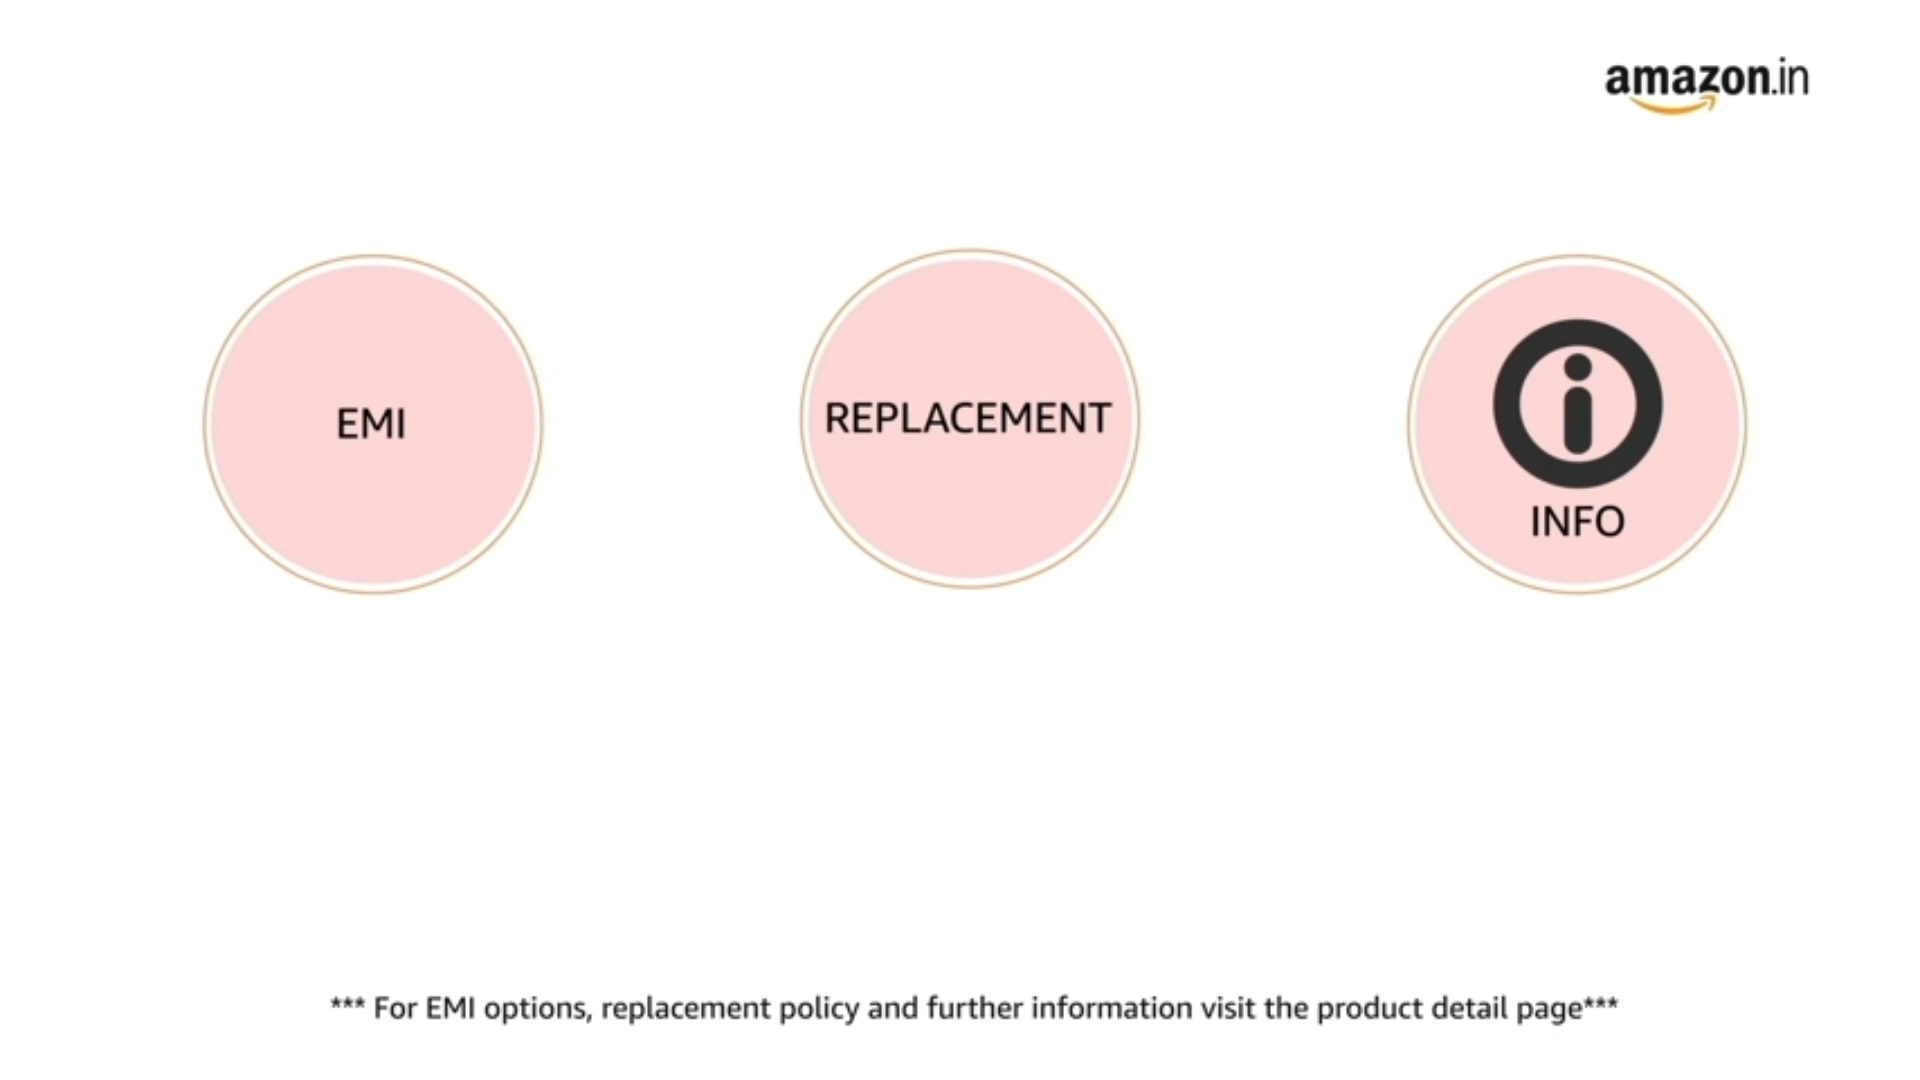 amazon.in
EMI
REPLACEMENT
INFO
*** For EMI options, replacement policy and further information visit the product detail page***